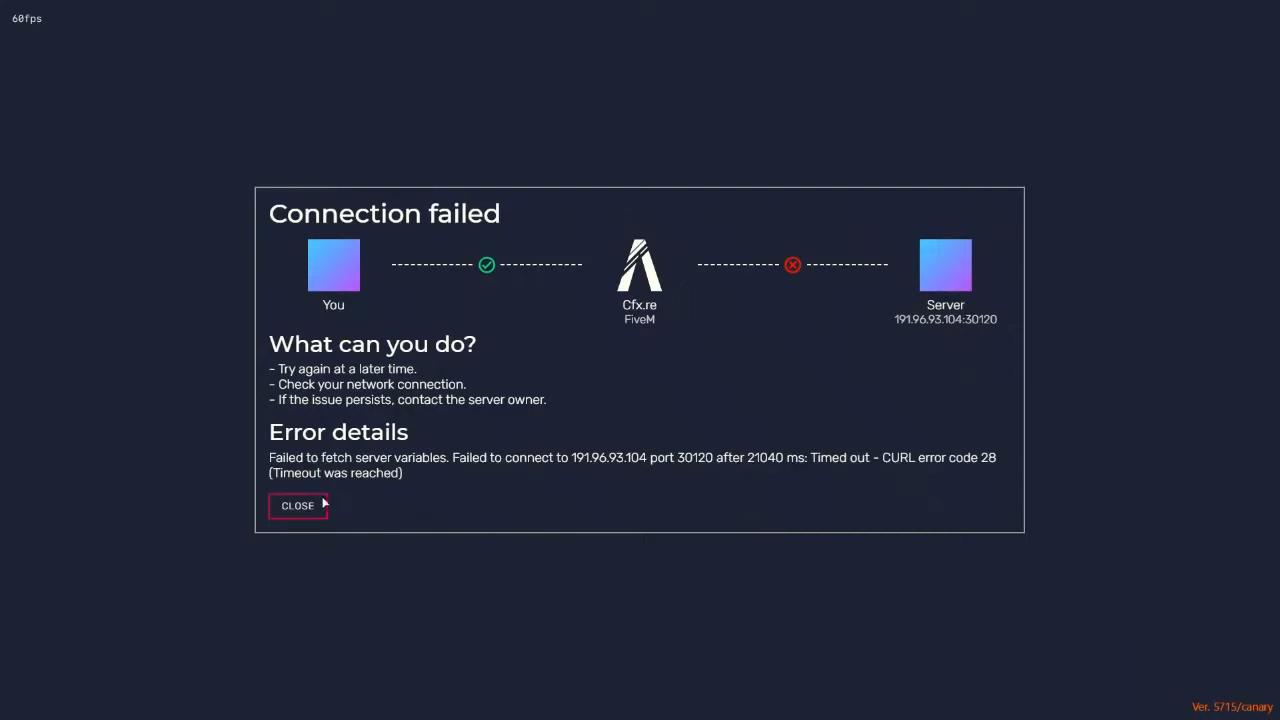 60fps
Connection failed
You
Cfx.re
Server
FiveM
191.96.93.104:30120
What can you do?
- Try again at a later time.
- Check your network connection.
- If the issue persists, contact the server owner.
Error details
Failed to fetch server variables. Failed to connect to 191.96.93.104 port 30120 after 21040 ms: Timed out - CURL error code 28
(Timeout was reached)
CLOSE
Ver. 5715/canary